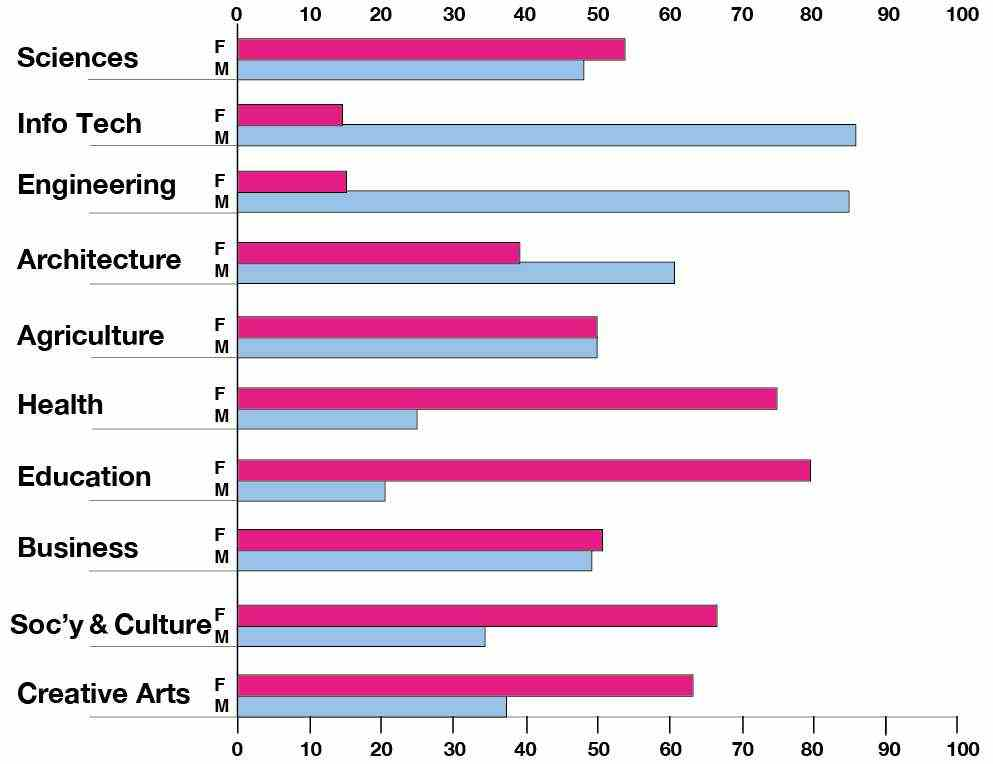 0 10 20 30 40 50 60 70 80 90 100
Sciences F
M
Info Tech F
M
Engineering F
M
Architecture F
M
Agriculture F
M
Health F
M
Education F
M
Business F
M
Soc'y & Culture F
M
Creative Arts F
M
0 10 20 30 40 50 60 70 80 90 100